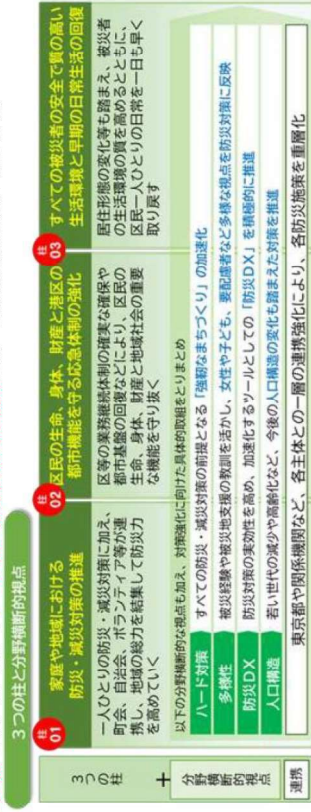 3つの柱と分野横断的視点
3つの柱
柱
01
家庭や地域における
防災・減災対策の推進
一人ひとりの防災・減災対策に加え、
町会、自治会、ボランティア等が連
携し、地域の総力を結集して防災力
を高めていく
柱
02
区民の生命、身体、財産と港区の
都市機能を守る応急体制の強化
区等の業務継続体制の確実な確保や
都市基盤の回復などにより、区民の
生命、身体、財産と地域社会の重要
な機能を守り抜く
柱
03
すべての被災者の安全で質の高い
生活環境と早期の日常生活の回復
居住形態の変化等も踏まえ、被災者
の生活環境の質を高めるとともに、
区民一人ひとりの日常を一日も早く
取り戻す
+
分野横断的視点
以下の分野横断的な視点も加え、対策強化に向けた具体的取組をとりまとめ
ハード対策
すべての防災・減災対策の前提となる「強靭なまちづくり」の加速化
多様性
被災経験や被災地支援の教訓を活かし、女性や子ども、要配慮者など多様な視点を防災対策に反映
防災DX
防災対策の実効性を高め、加速化するツールとしての「防災DX」を積極的に推進
人口構造
若い世代の減少や高齢化など、今後の人口構造の変化も踏まえた対策を推進
連携
東京都や関係機関など、各主体との一層の連携強化により、各防災施策を重層化